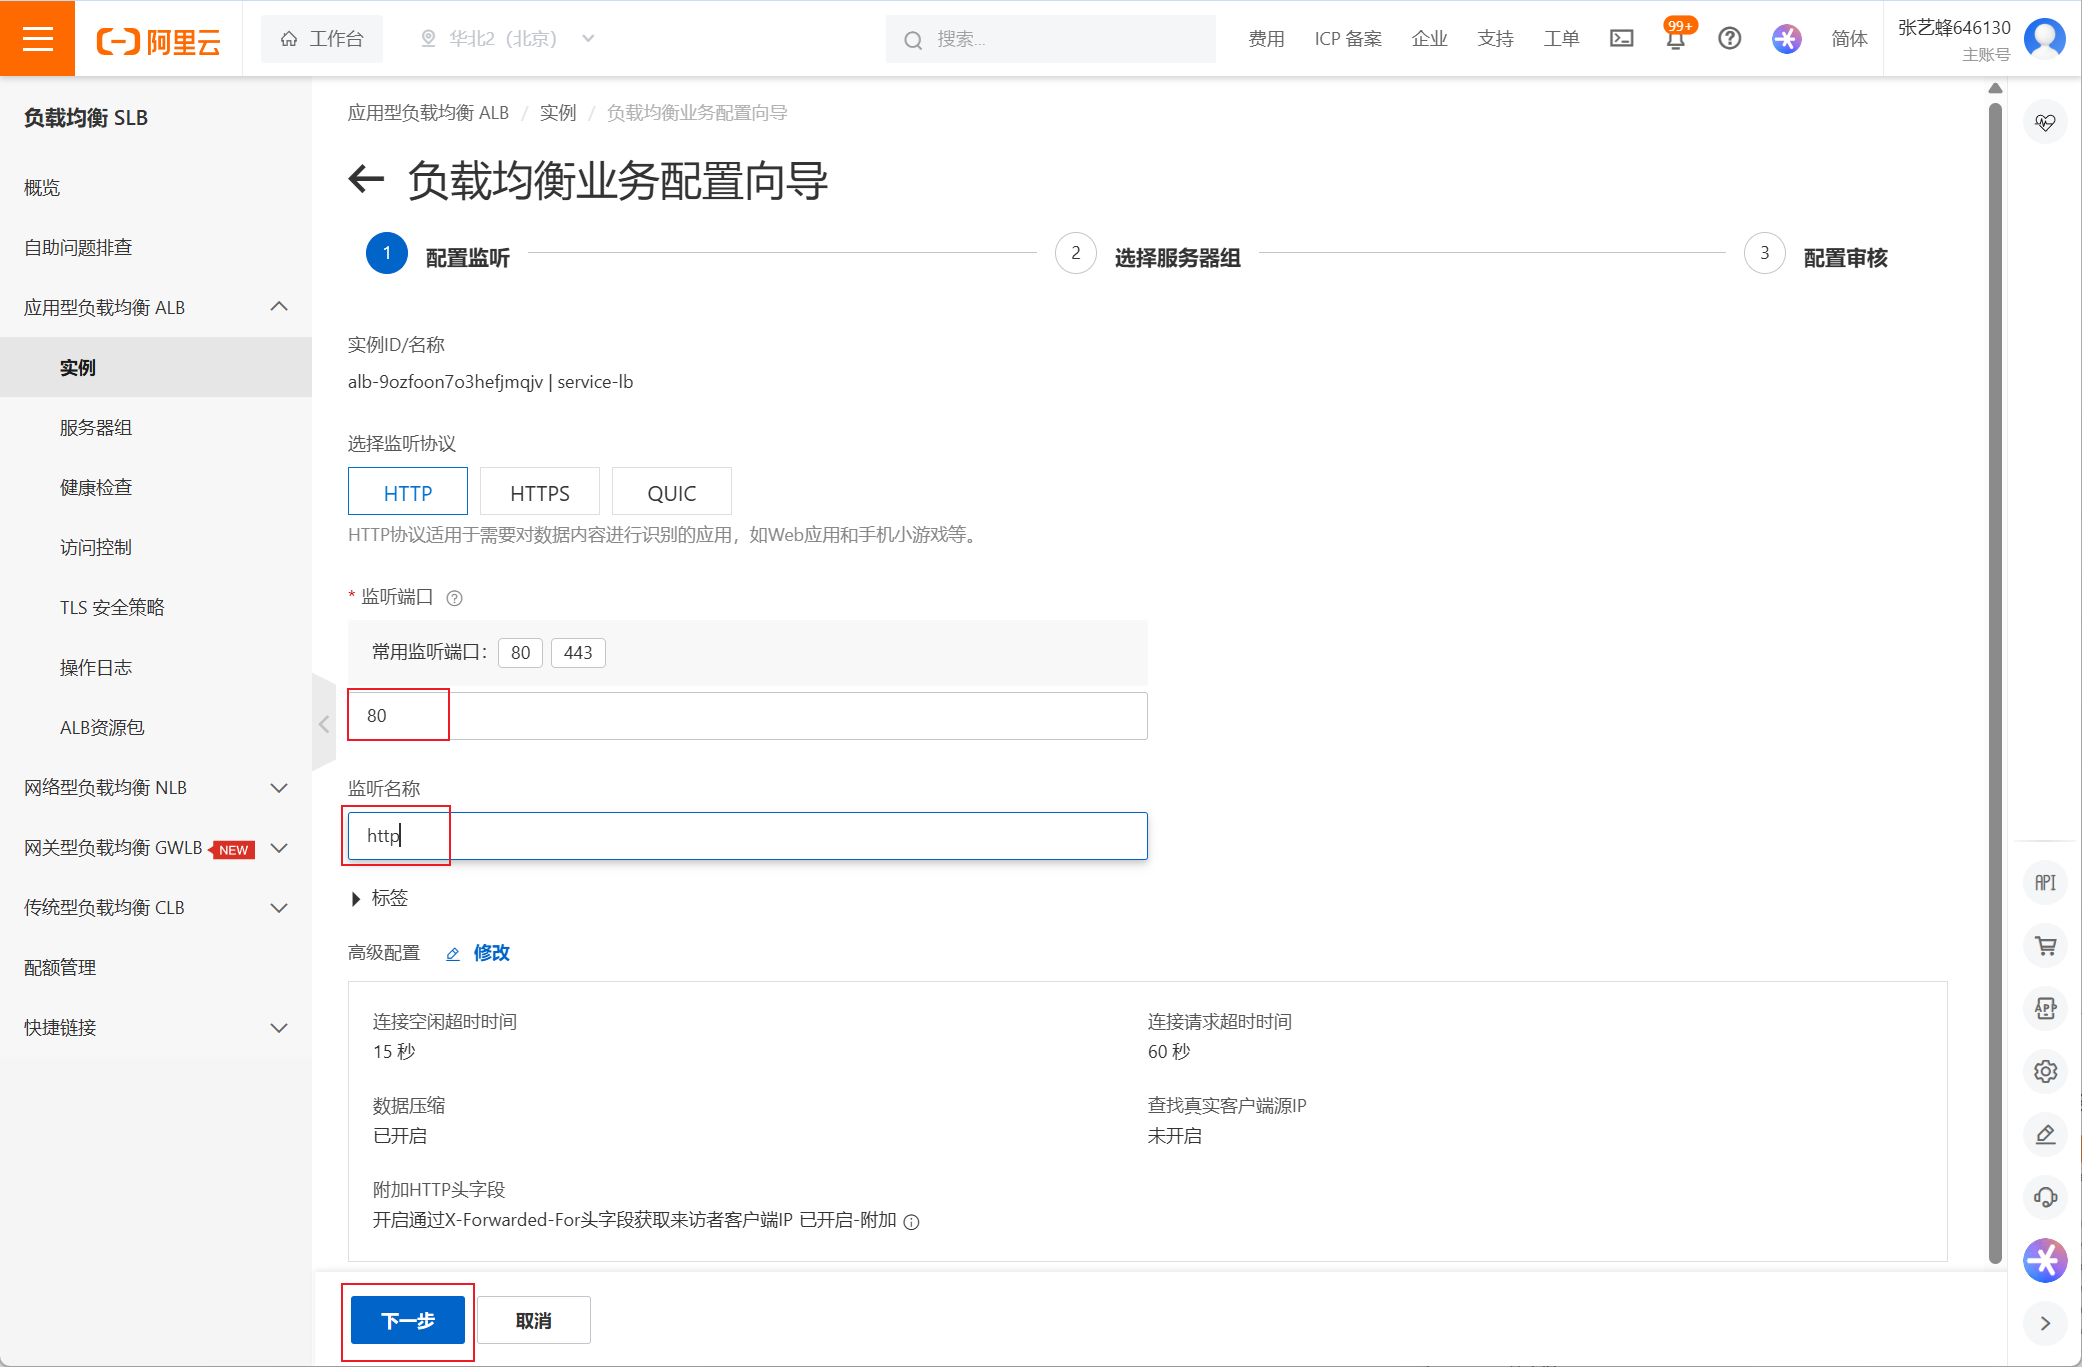 阿里云
工作台
华北2（北京）
搜索...
费用
ICP 备案
企业
支持
工单
99+
简体
张艺蜂646130
主账号
负载均衡 SLB
概览
自助问题排查
应用型负载均衡 ALB
实例
服务器组
健康检查
访问控制
TLS 安全策略
操作日志
ALB资源包
网络型负载均衡 NLB
网关型负载均衡 GWLB NEW
传统型负载均衡 CLB
配额管理
快捷链接
应用型负载均衡 ALB / 实例 / 负载均衡业务配置向导
负载均衡业务配置向导
1 配置监听
2 选择服务器组
3 配置审核
实例ID/名称
alb-9ozfoon7o3hefjmqjv | service-lb
选择监听协议
HTTP
HTTPS
QUIC
HTTP协议适用于需要对数据内容进行识别的应用，如Web应用和手机小游戏等。
* 监听端口
常用监听端口： 80 443
80
监听名称
http
标签
高级配置 修改
连接空闲超时时间
15 秒
连接请求超时时间
60 秒
数据压缩
已开启
查找真实客户端源IP
未开启
附加HTTP头字段
开启通过X-Forwarded-For头字段获取来访者客户端IP 已开启-附加
下一步
取消
API
APP